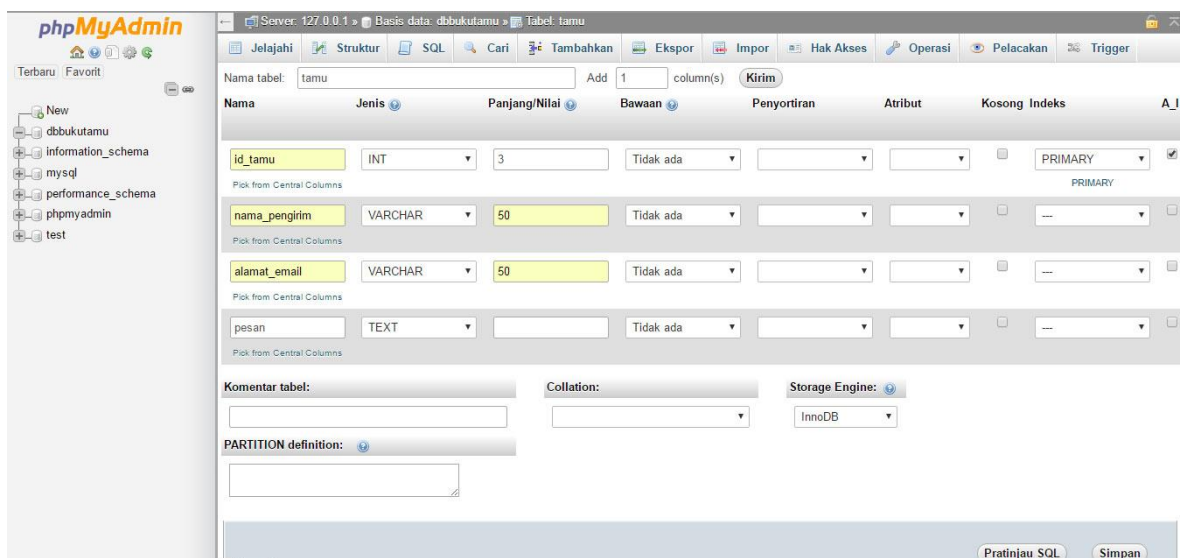 phpMyAdmin
Terbaru Favorit
New
dbbukutamu
information_schema
mysql
performance_schema
phpmyadmin
test
Server: 127.0.0.1 » Basis data: dbbukutamu » Tabel: tamu
Jelajahi Struktur SQL Cari Tambahkan Ekspor Impor Hak Akses Operasi Pelacakan Trigger
Nama tabel: tamu Add 1 column(s) Kirim
Nama Jenis Panjang/Nilai Bawaan Penyortiran Atribut Kosong Indeks A_I
id_tamu INT 3 Tidak ada PRIMARY
Pick from Central Columns PRIMARY
nama_pengirim VARCHAR 50 Tidak ada ---
Pick from Central Columns
alamat_email VARCHAR 50 Tidak ada ---
Pick from Central Columns
pesan TEXT Tidak ada ---
Pick from Central Columns
Komentar tabel: Collation: Storage Engine:
InnoDB
PARTITION definition:
Pratinjau SQL Simpan